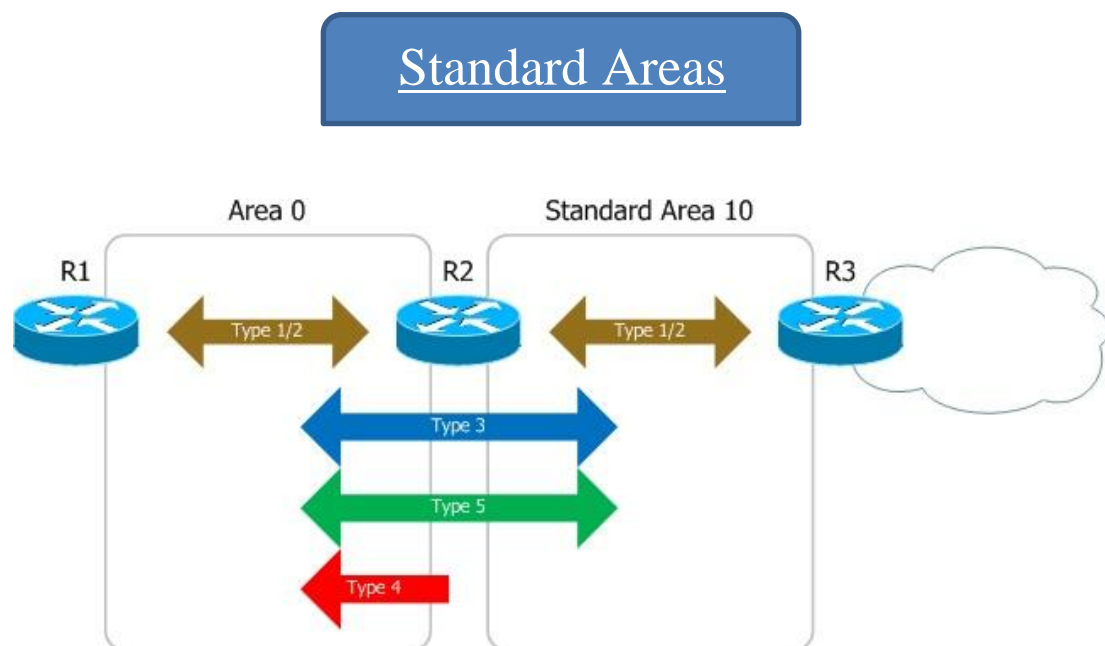 Standard Areas
Area 0
Standard Area 10
R1
R2
R3
Type 1/2
Type 1/2
Type 3
Type 5
Type 4